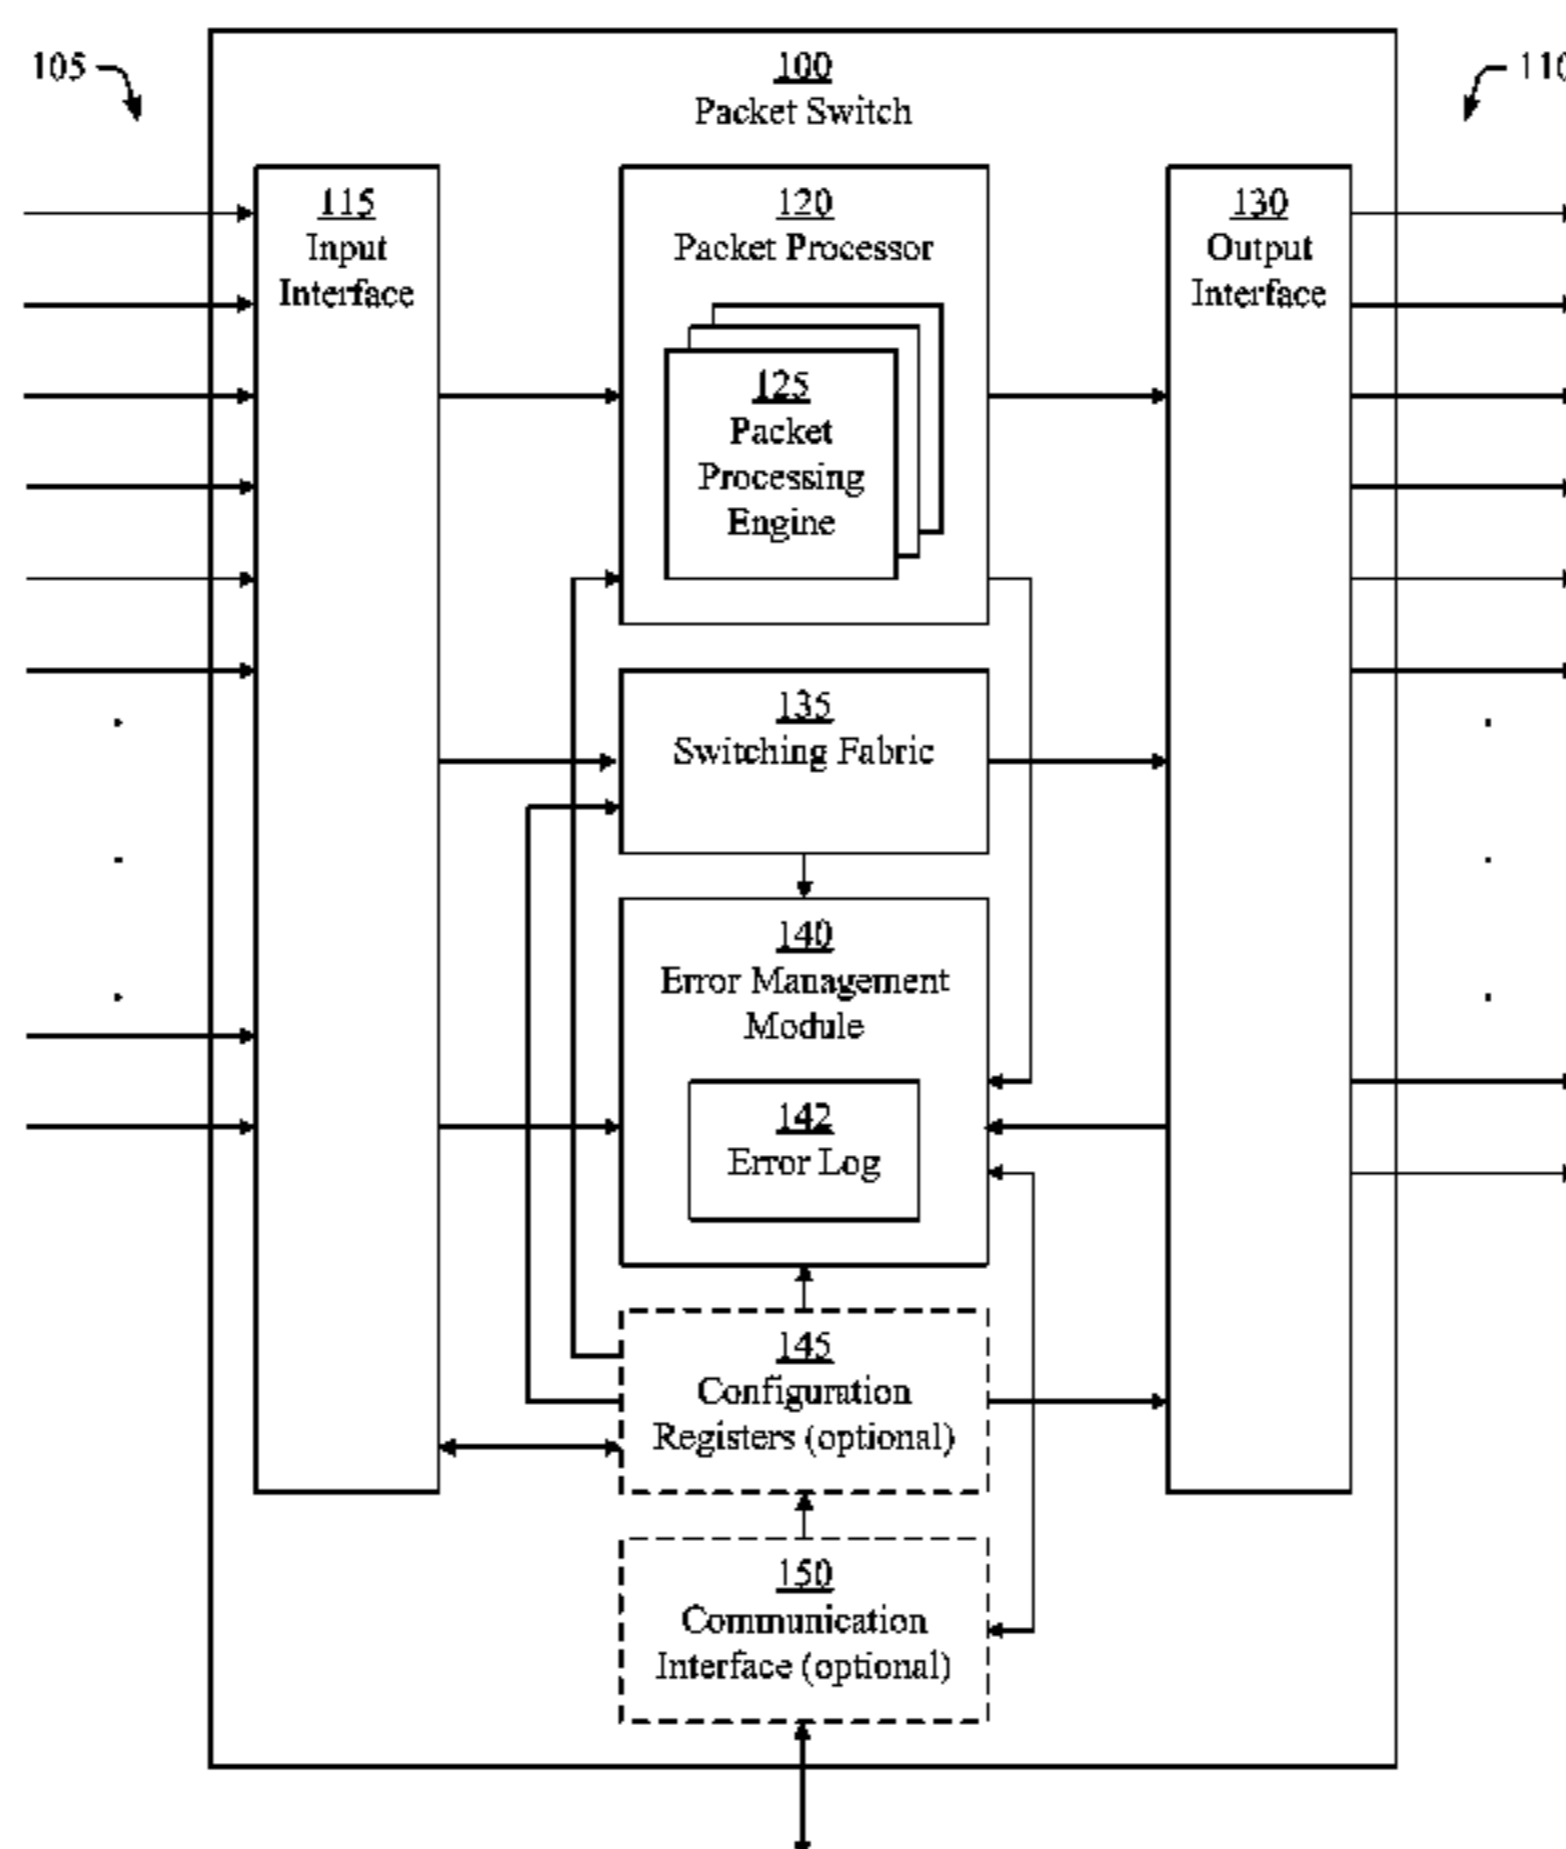 105
100
110
Packet Switch
115
Input
Interface
120
Packet Processor
125
Packet
Processing
Engine
130
Output
Interface
135
Switching Fabric
140
Error Management
Module
142
Error Log
145
Configuration
Registers (optional)
150
Communication
Interface (optional)